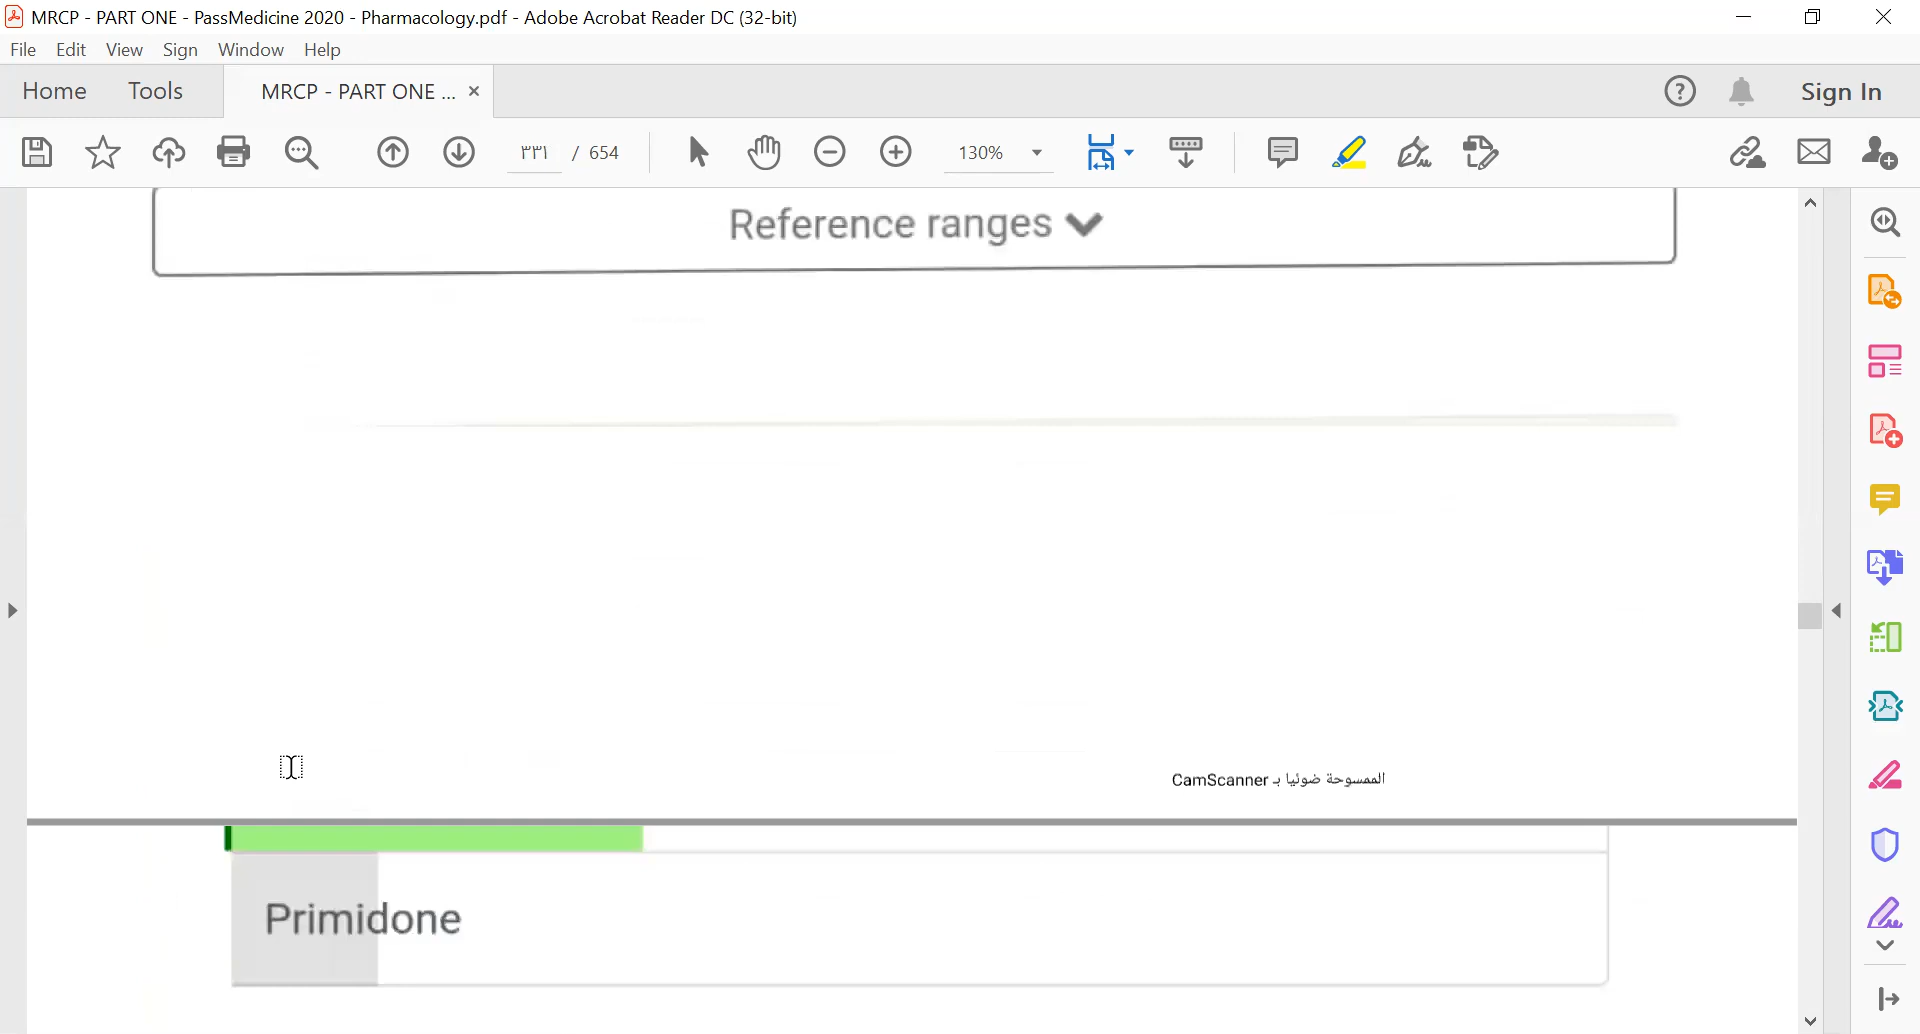 MRCP - PART ONE - PassMedicine 2020 - Pharmacology.pdf - Adobe Acrobat Reader DC (32-bit)
File Edit View Sign Window Help
Home Tools MRCP - PART ONE ... × Sign In
٣٣١ / 654 130%
Reference ranges
الممسوحة ضوئيا بـ CamScanner
Primidone